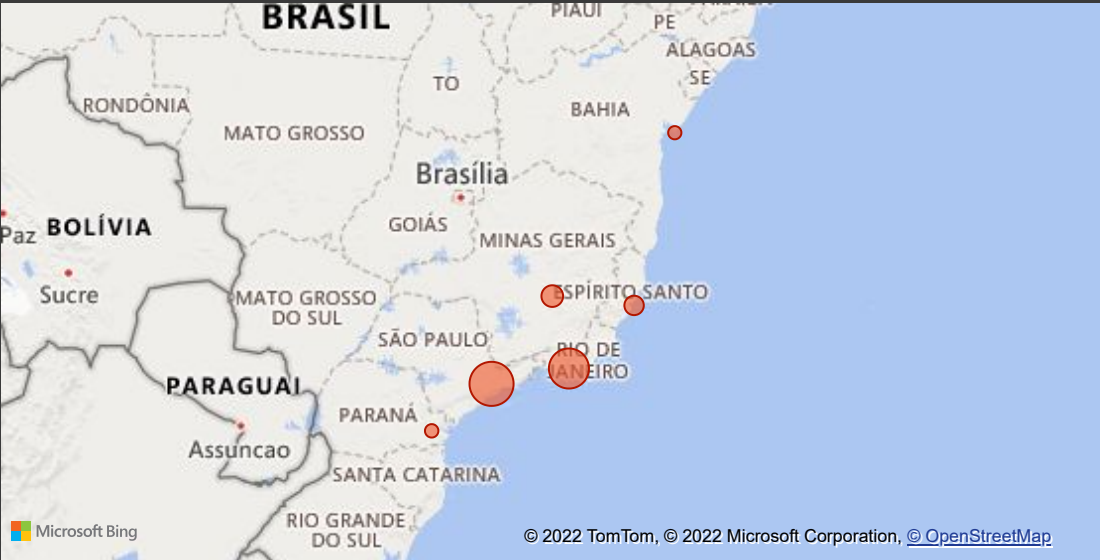 BRASIL
PIAUÍ
PE
ALAGOAS
SE
TO
RONDÔNIA
BAHIA
MATO GROSSO
Brasília
GOIÁS
BOLÍVIA
Paz
MINAS GERAIS
Sucre
MATO GROSSO
DO SUL
ESPÍRITO SANTO
SÃO PAULO
RIO DE
JANEIRO
PARAGUAI
PARANÁ
Assuncao
SANTA CATARINA
RIO GRANDE
DO SUL
Microsoft Bing
© 2022 TomTom, © 2022 Microsoft Corporation, © OpenStreetMap